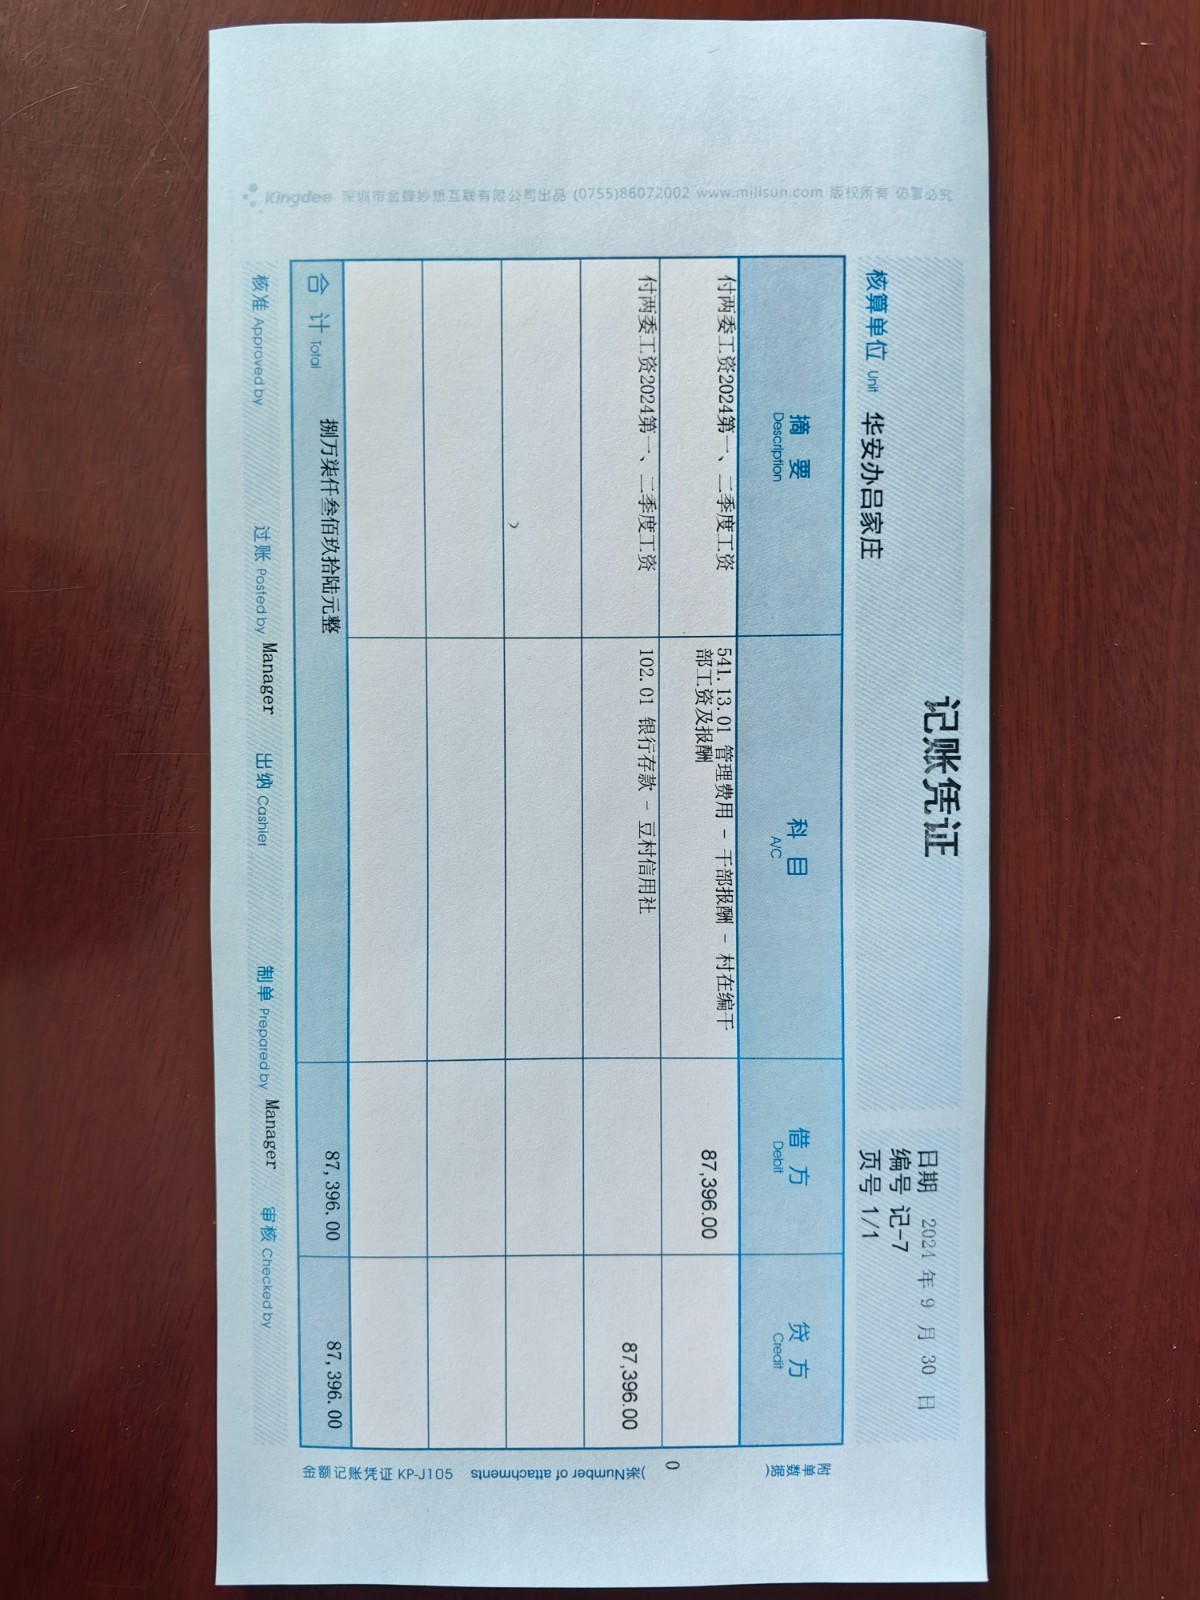 记账凭证
日期 2024 年 9 月 30 日
编号 记-7
核算单位 Unit 华安办吕家庄
页号 1/1
摘 要 Description
科 目 A/C
借 方 Debit
贷 方 Credit
付两委工资2024第一、二季度工资
541.13.01 管理费用 - 干部报酬 - 村在编干
部工资及报酬
87,396.00
付两委工资2024第一、二季度工资
102.01 银行存款 - 豆村信用社
87,396.00
合 计 Total
捌万柒仟叁佰玖拾陆元整
87,396.00
87,396.00
核准 Approved by
过账 Posted by Manager
出纳 Cashier
制单 Prepared by Manager
审核 Checked by
附单数据(
0
张Number of attachments)
金额记账凭证 KP-J105
Kingdee 深圳市金蝶妙想互联有限公司出品 (0755)86072002 www.milisun.com 版权所有 仿冒必究